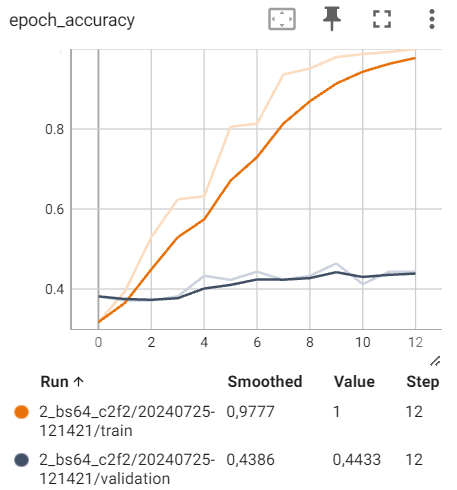 epoch_accuracy
0.8
0.6
0.4
0 2 4 6 8 10 12
Run ↑ Smoothed Value Step
2_bs64_c2f2/20240725-
121421/train 0,9777 1 12
2_bs64_c2f2/20240725-
121421/validation 0,4386 0,4433 12